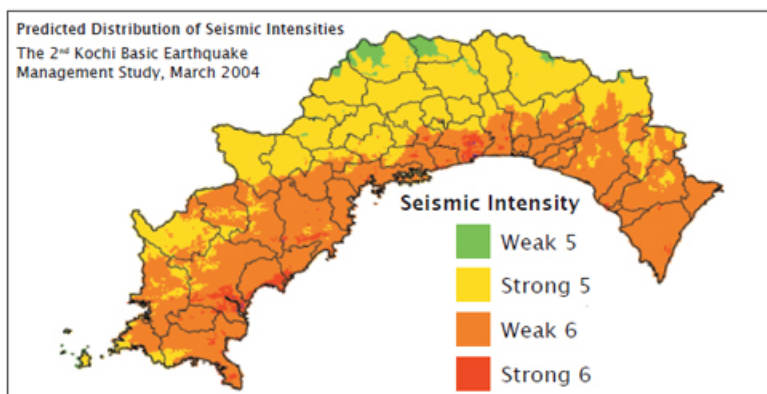 Predicted Distribution of Seismic Intensities
The 2nd Kochi Basic Earthquake
Management Study, March 2004
Seismic Intensity
Weak 5
Strong 5
Weak 6
Strong 6